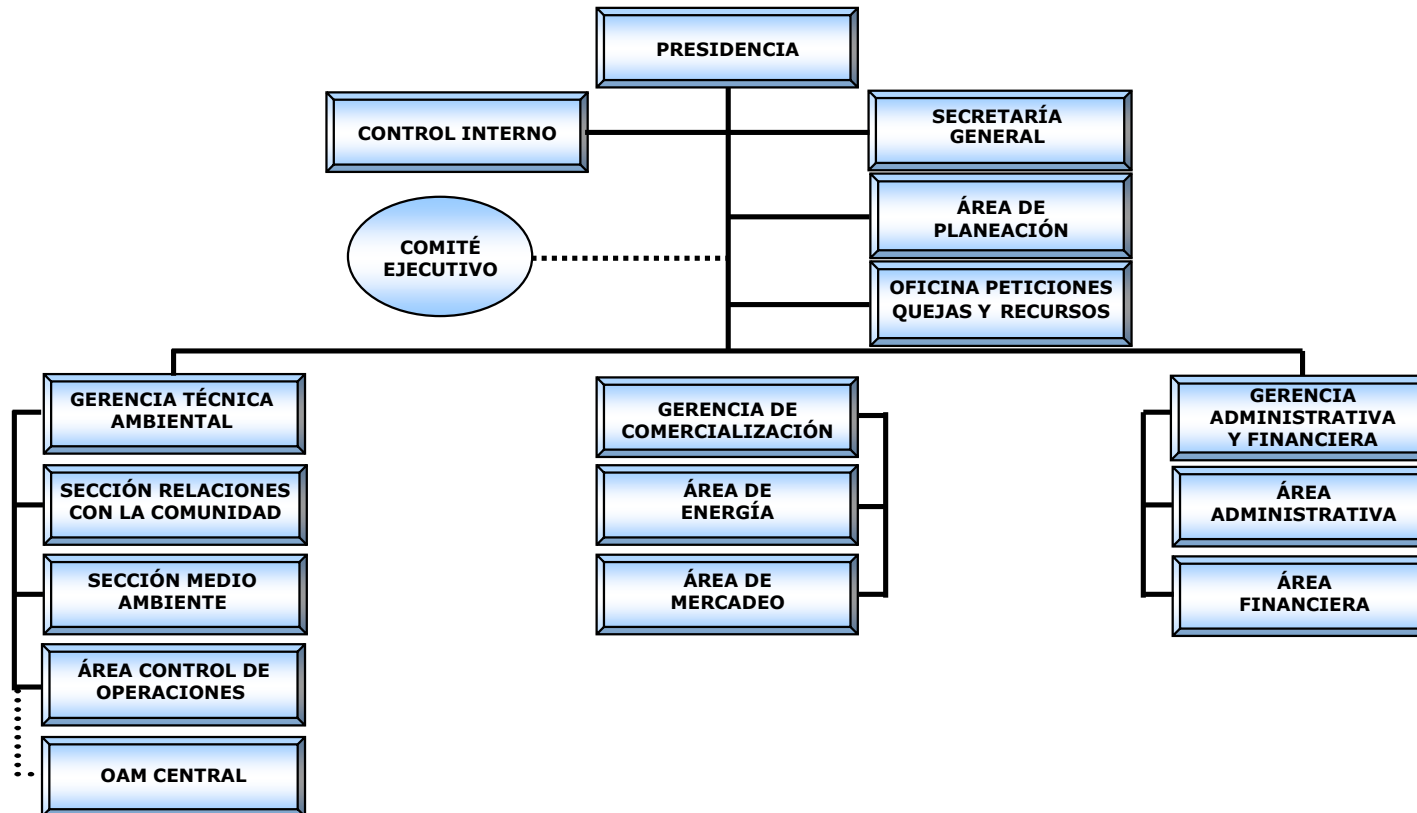 PRESIDENCIA
CONTROL INTERNO
SECRETARÍA
GENERAL
COMITÉ
EJECUTIVO
ÁREA DE
PLANEACIÓN
OFICINA PETICIONES
QUEJAS Y RECURSOS
GERENCIA TÉCNICA
AMBIENTAL
SECCIÓN RELACIONES
CON LA COMUNIDAD
SECCIÓN MEDIO
AMBIENTE
ÁREA CONTROL DE
OPERACIONES
OAM CENTRAL
GERENCIA DE
COMERCIALIZACIÓN
ÁREA DE
ENERGÍA
ÁREA DE
MERCADEO
GERENCIA
ADMINISTRATIVA
Y FINANCIERA
ÁREA
ADMINISTRATIVA
ÁREA
FINANCIERA